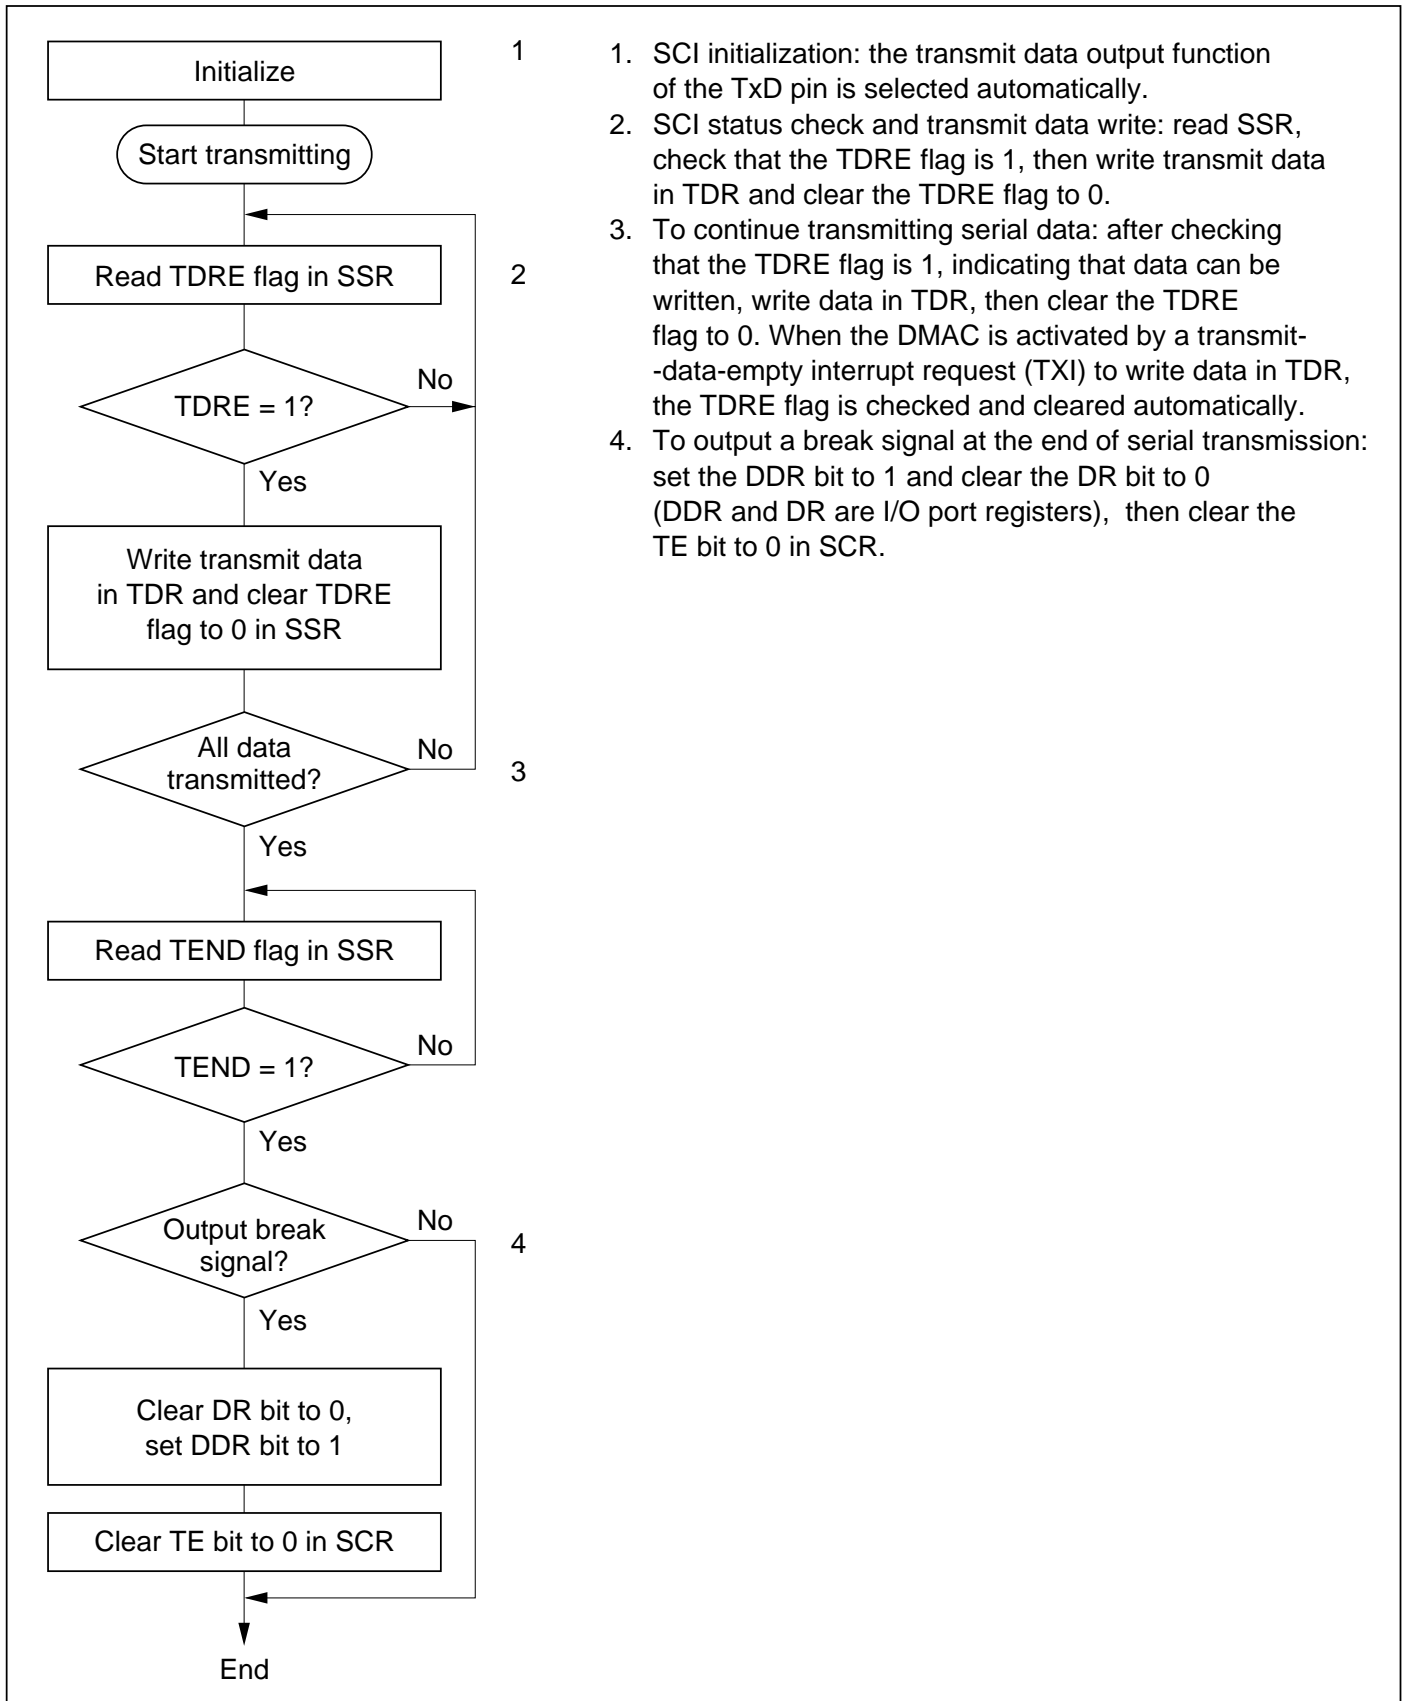 Initialize
1
Start transmitting
Read TDRE flag in SSR
2
TDRE = 1?
No
Yes
Write transmit data
in TDR and clear TDRE
flag to 0 in SSR
All data
transmitted?
No
3
Yes
Read TEND flag in SSR
TEND = 1?
No
Yes
Output break
signal?
No
4
Yes
Clear DR bit to 0,
set DDR bit to 1
Clear TE bit to 0 in SCR
End
1. SCI initialization: the transmit data output function
of the TxD pin is selected automatically.
2. SCI status check and transmit data write: read SSR,
check that the TDRE flag is 1, then write transmit data
in TDR and clear the TDRE flag to 0.
3. To continue transmitting serial data: after checking
that the TDRE flag is 1, indicating that data can be
written, write data in TDR, then clear the TDRE
flag to 0. When the DMAC is activated by a transmit-
-data-empty interrupt request (TXI) to write data in TDR,
the TDRE flag is checked and cleared automatically.
4. To output a break signal at the end of serial transmission:
set the DDR bit to 1 and clear the DR bit to 0
(DDR and DR are I/O port registers), then clear the
TE bit to 0 in SCR.